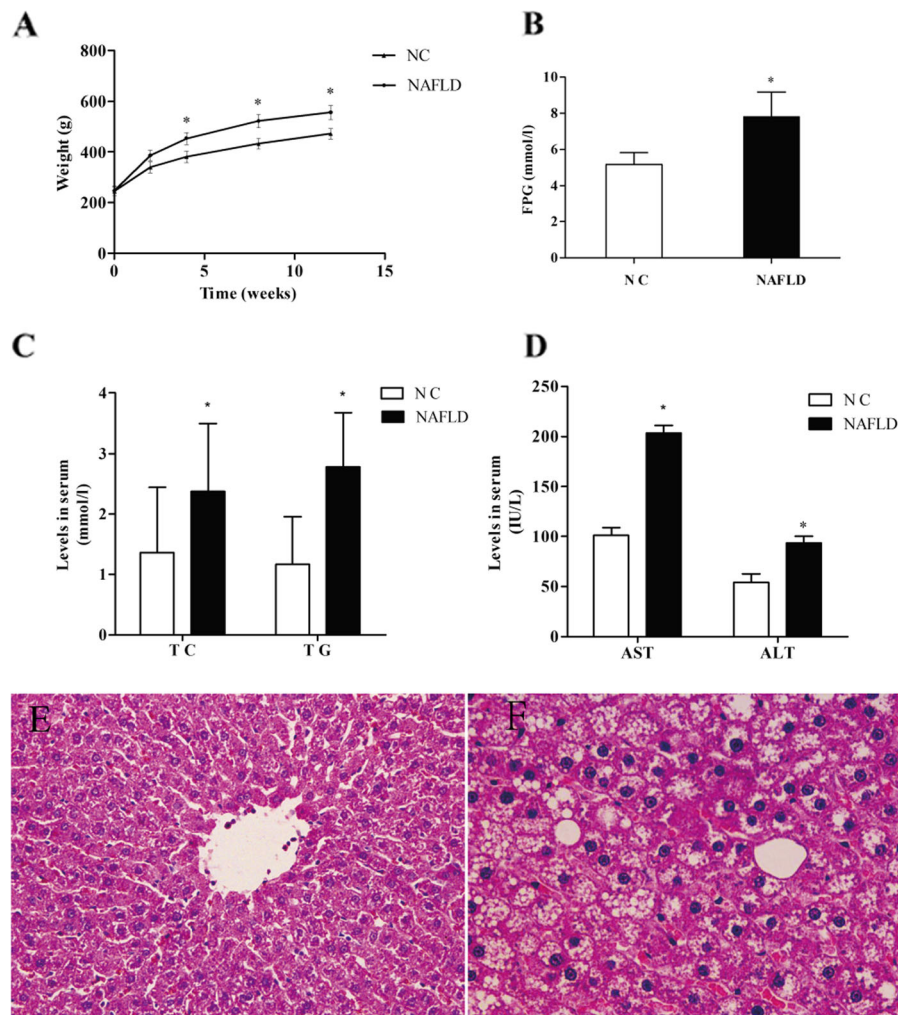 A
800
600
400
200
0
Weight (g)
* * *
0 5 10 15
Time (weeks)
NC
NAFLD
B
10
8
6
4
2
0
FPG (mmol/l)
*
N C NAFLD
C
4
3
2
1
0
Levels in serum
(mmol/l)
* *
T C T G
N C
NAFLD
D
250
200
150
100
50
0
Levels in serum
(IU/L)
*
*
AST ALT
N C
NAFLD
E F